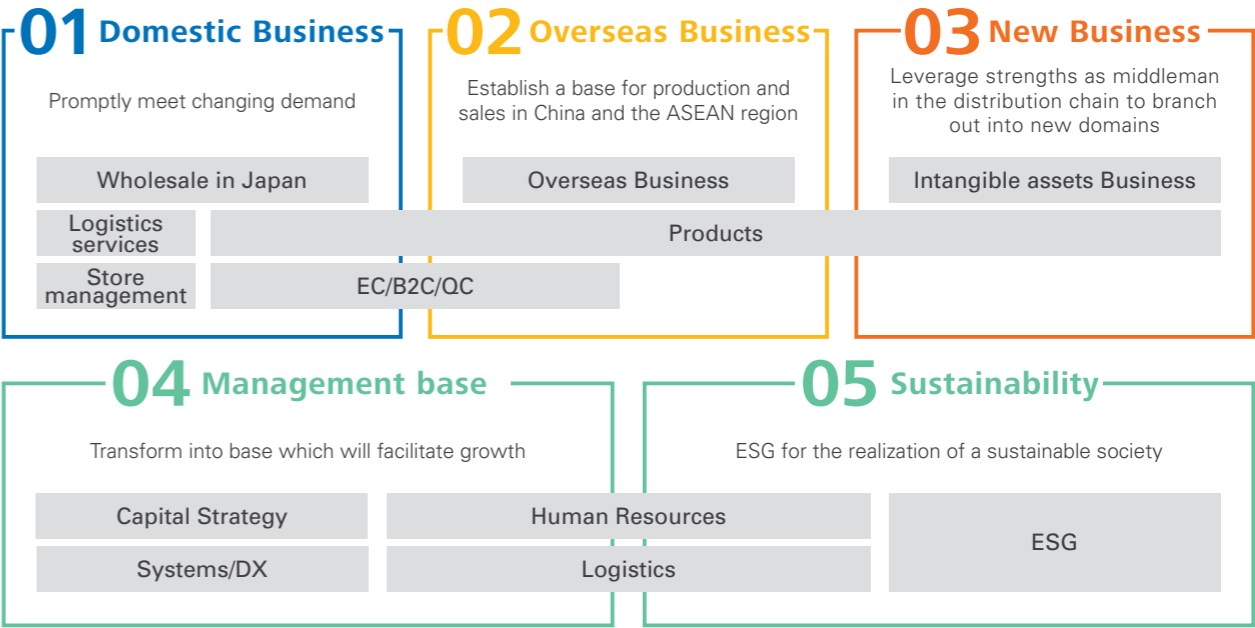 01 Domestic Business
Promptly meet changing demand
02 Overseas Business
Establish a base for production and
sales in China and the ASEAN region
03 New Business
Leverage strengths as middleman
in the distribution chain to branch
out into new domains
Wholesale in Japan
Overseas Business
Intangible assets Business
Logistics
services
Products
Store
management
EC/B2C/QC
04 Management base
Transform into base which will facilitate growth
05 Sustainability
ESG for the realization of a sustainable society
Capital Strategy
Human Resources
ESG
Systems/DX
Logistics